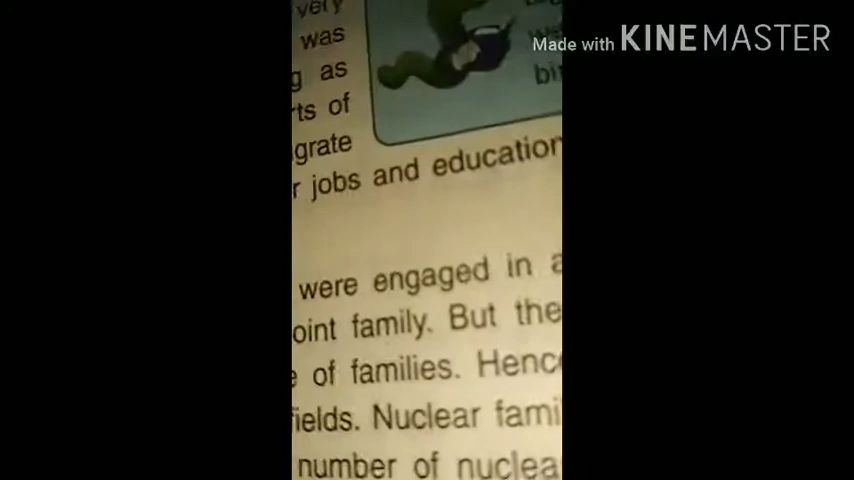 very
was
g as
rts of
grate
r jobs and education
bi
were engaged in a
oint family. But the
e of families. Henc
fields. Nuclear fami
number of nuclea
Made with KINEMASTER